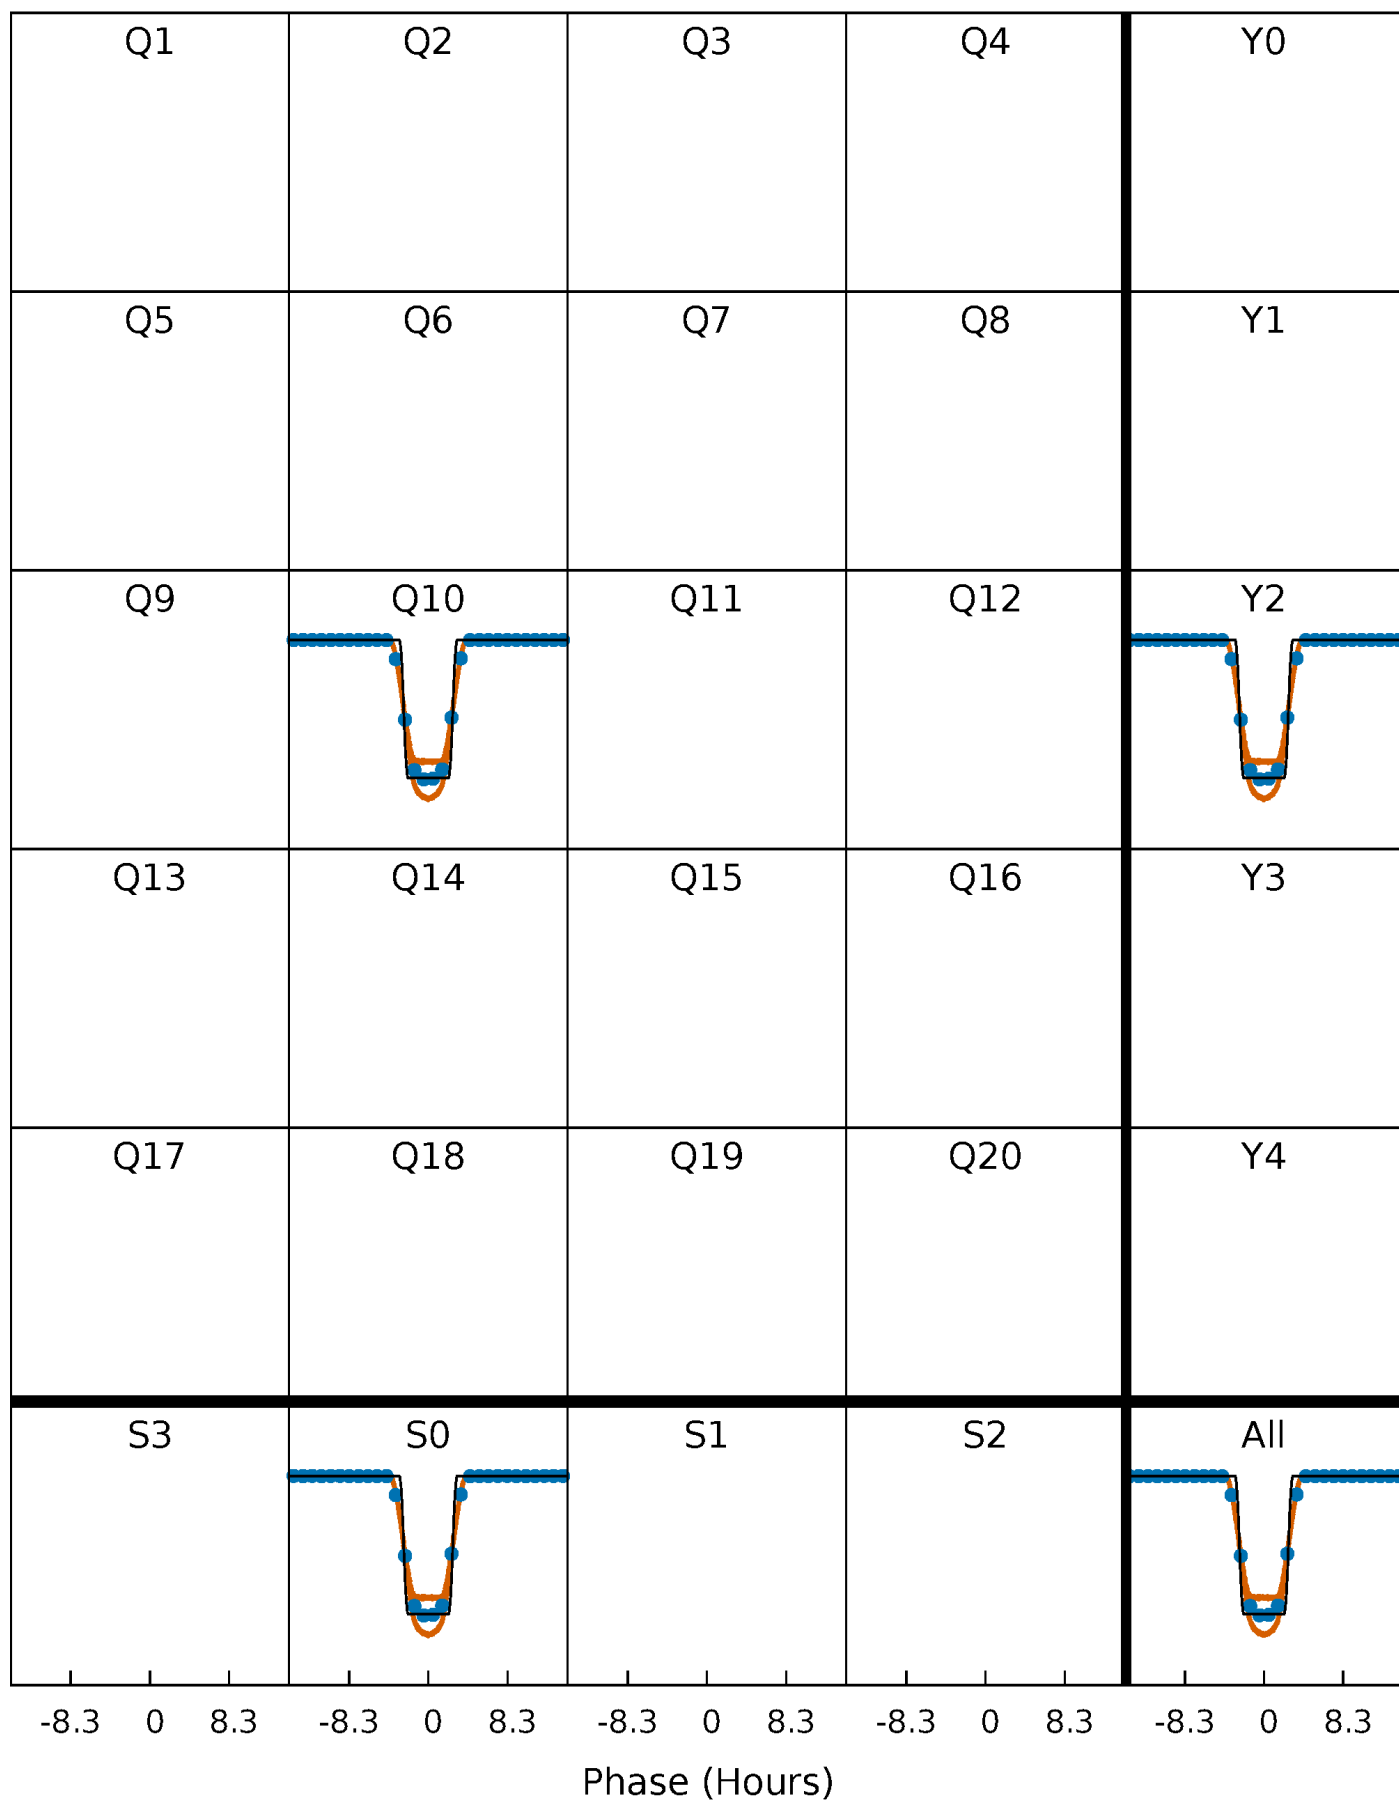 Q1 Q2 Q3 Q4 Y0
Q5 Q6 Q7 Q8 Y1
Q9 Q10 Q11 Q12 Y2
Q13 Q14 Q15 Q16 Y3
Q17 Q18 Q19 Q20 Y4
S3 S0 S1 S2 All
-8.3 0 8.3 -8.3 0 8.3 -8.3 0 8.3 -8.3 0 8.3 -8.3 0 8.3
Phase (Hours)